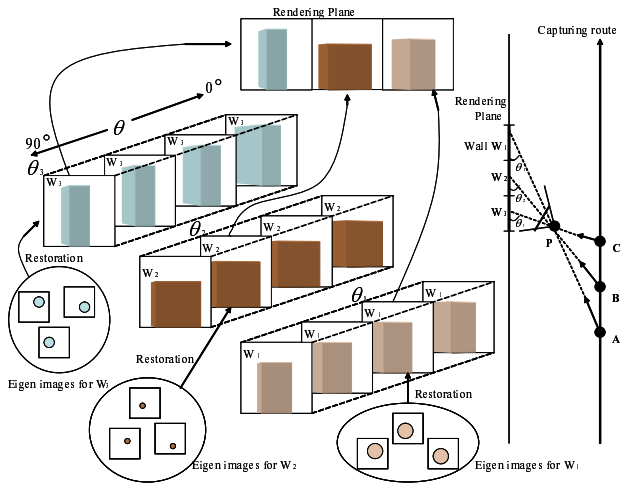 Rendering Plane
Capturing route
0°
θ
90°
θ3
Rendering
Plane
Wall W1
W2
W3
θ1
θ2
θ3
P
C
B
A
W3
W3
W3
W3
θ2
W2
W2
W2
W2
θ1
W1
W1
W1
W1
Restoration
Eigen images for W3
Restoration
Eigen images for W2
Restoration
Eigen images for W1